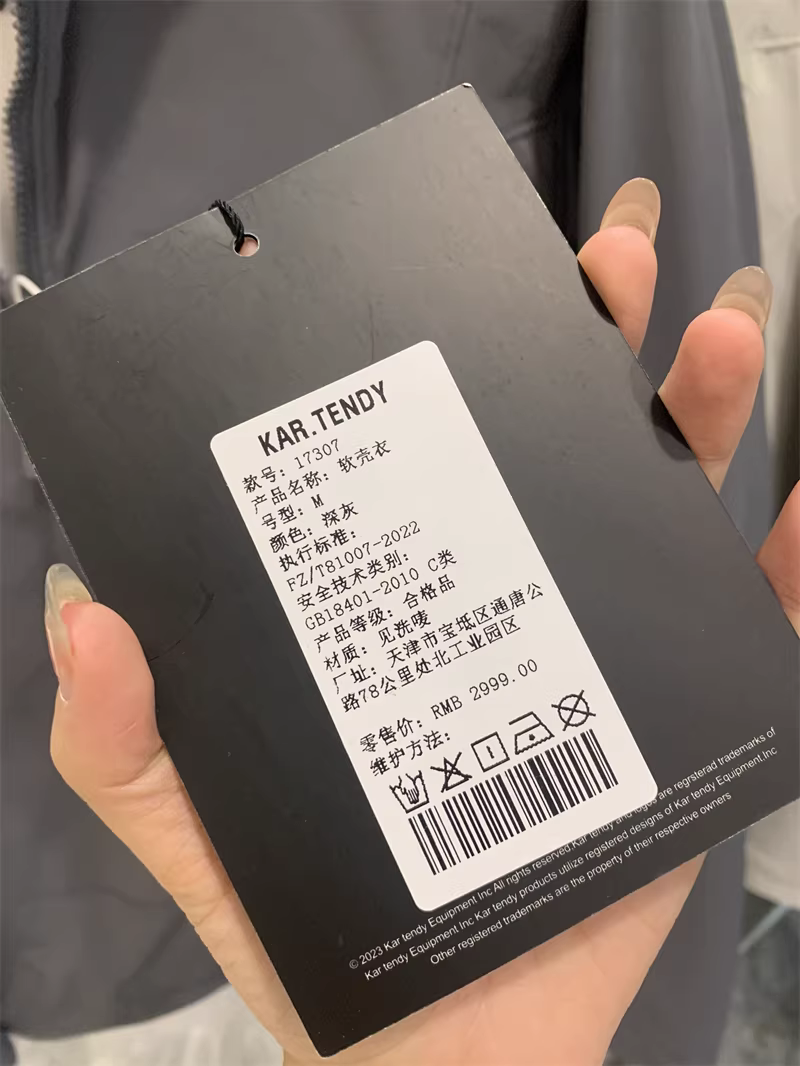 KAR.TENDY
款号: 17307
产品名称: 软壳衣
号型: M
颜色: 深灰
执行标准:
FZ/T81007-2022
安全技术类别:
GB18401-2010 C类
产品等级: 合格品
材质: 见洗唛
厂址: 天津市宝坻区通唐公
路78公里处北工业园区
零售价: RMB 2999.00
维护方法:
© 2023 Kar tendy Equipment Inc All rights reserved Kar tendy and logos are regrsterad trademarks of
Kar tendy Equipment Inc Kar tendy products utilize registered designs of Kar tendy Equipment.Inc
Other registered trademarks are the property of their respective owners